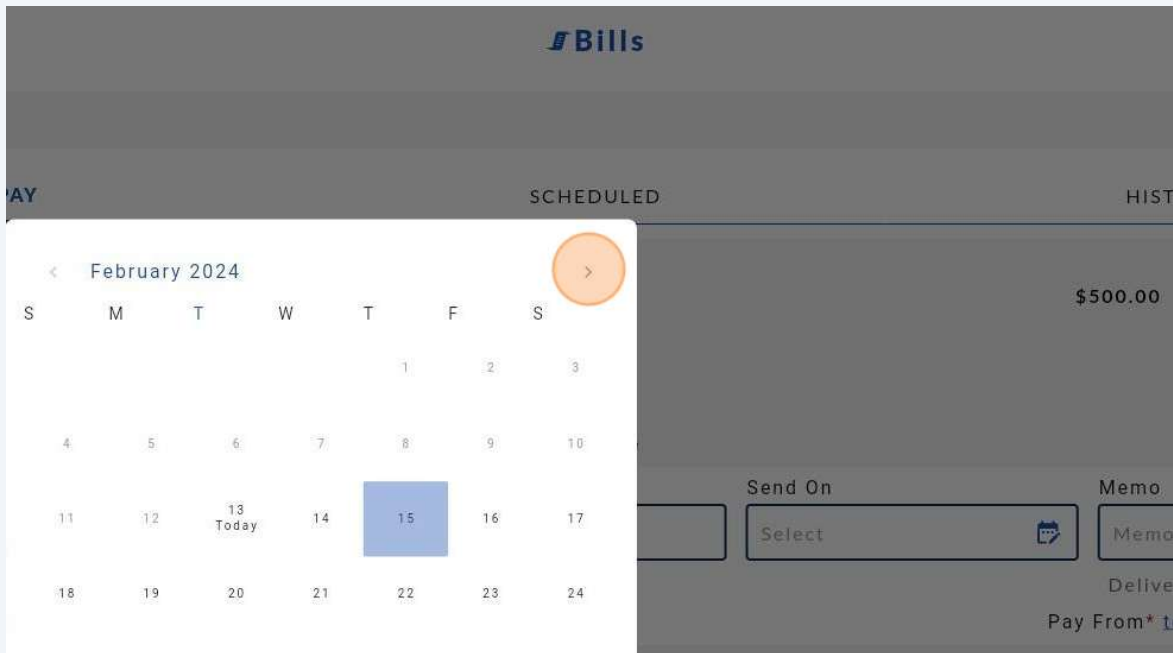 Bills
PAY SCHEDULED HIST
< February 2024 >
S M T W T F S
1 2 3
$500.00
4 5 6 7 8 9 10
Send On Memo
11 12 13 14 15 16 17
Today
Select Memo
18 19 20 21 22 23 24
Delive
Pay From*